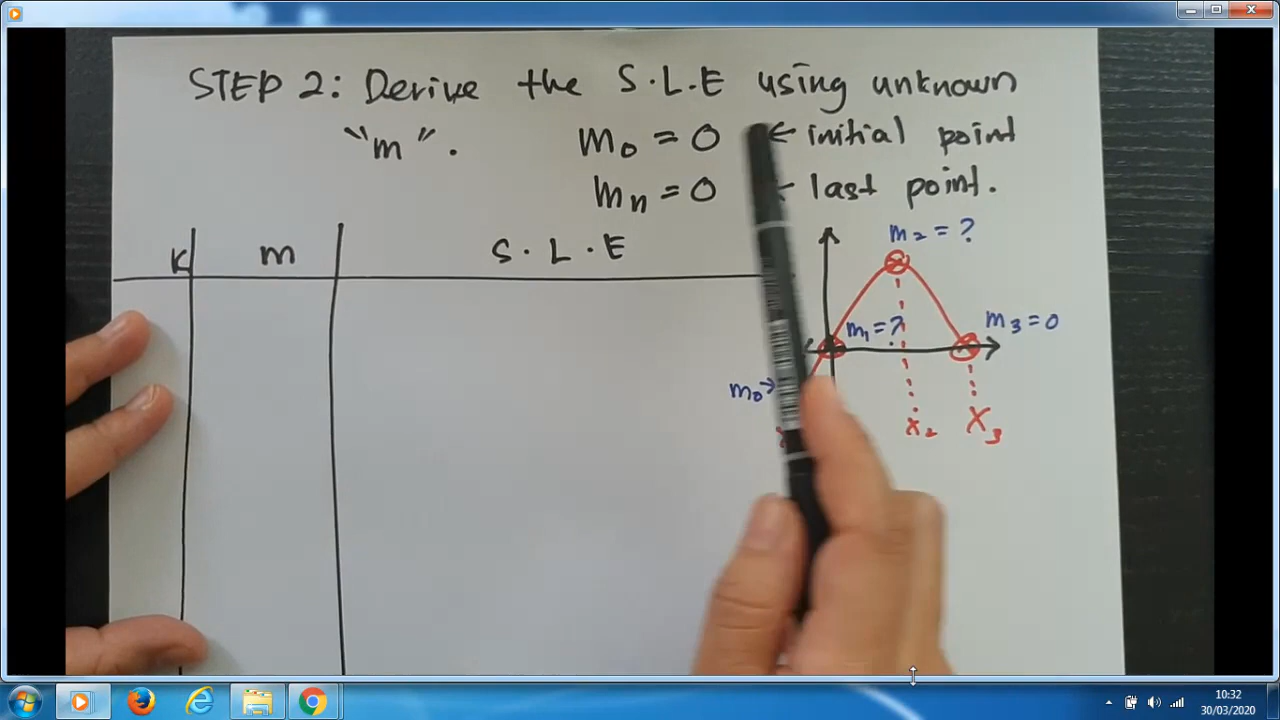 STEP 2: Derive the S.L.E using unknown
"m". m₀ = 0 ← initial point
mₙ = 0 ← last point.
K m S.L.E
m₂ = ?
m₁ = ?
m₃ = 0
m₀ →
x₂
x₃
10:32
30/03/2020